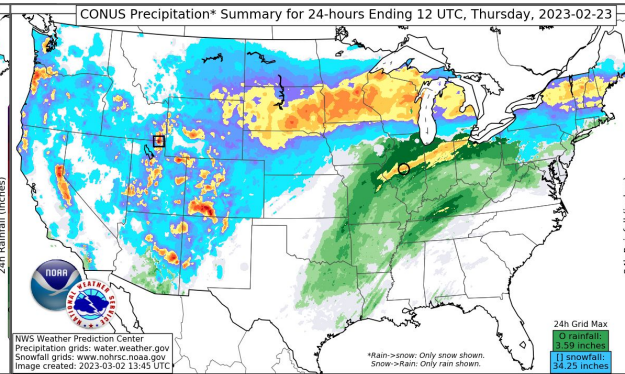 CONUS Precipitation* Summary for 24-hours Ending 12 UTC, Thursday, 2023-02-23
24h Rainfall (inches)
NOAA
NATIONAL WEATHER SERVICE
NWS Weather Prediction Center
Precipitation grids: water.weather.gov
Snowfall grids: www.nohrsc.noaa.gov
Image created: 2023-03-02 13:45 UTC
*Rain->snow: Only snow shown.
Snow->Rain: Only rain shown.
24h Grid Max
O rainfall:
3.59 inches
[] snowfall:
34.25 inches